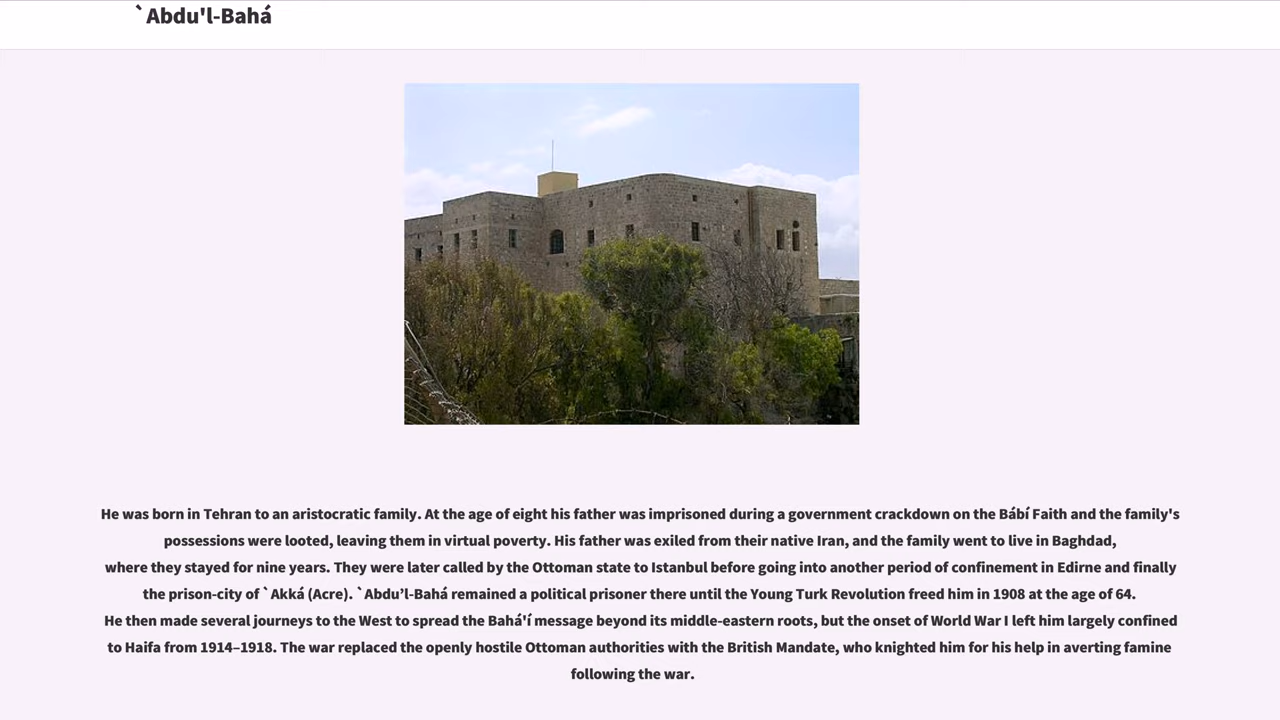 `Abdu'l-Bahá
He was born in Tehran to an aristocratic family. At the age of eight his father was imprisoned during a government crackdown on the Bábí Faith and the family's
possessions were looted, leaving them in virtual poverty. His father was exiled from their native Iran, and the family went to live in Baghdad,
where they stayed for nine years. They were later called by the Ottoman state to Istanbul before going into another period of confinement in Edirne and finally
the prison-city of `Akká (Acre). `Abdu’l-Bahá remained a political prisoner there until the Young Turk Revolution freed him in 1908 at the age of 64.
He then made several journeys to the West to spread the Bahá'í message beyond its middle-eastern roots, but the onset of World War I left him largely confined
to Haifa from 1914–1918. The war replaced the openly hostile Ottoman authorities with the British Mandate, who knighted him for his help in averting famine
following the war.